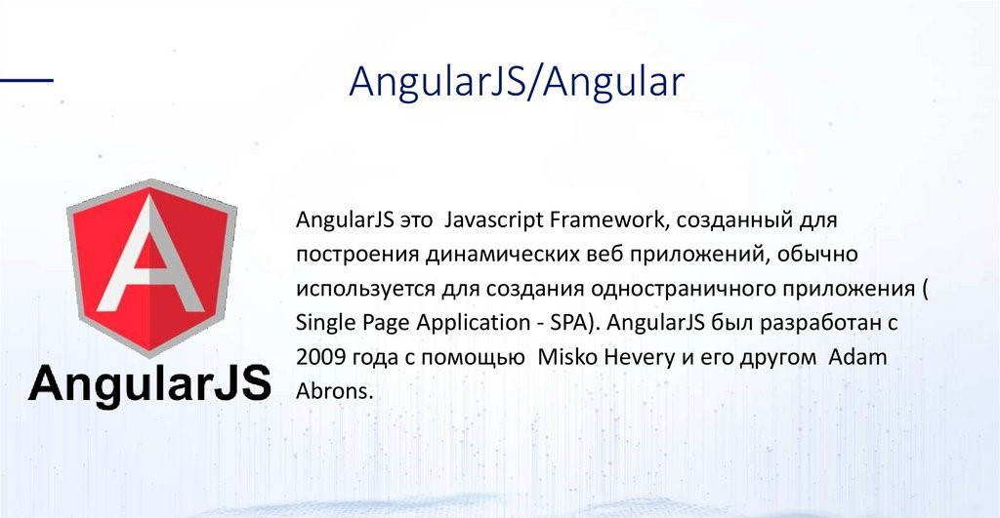 AngularJS/Angular
AngularJS это  Javascript Framework, созданный для
построения динамических веб приложений, обычно
используется для создания одностраничного приложения (
Single Page Application - SPA). AngularJS был разработан с
2009 года с помощью  Misko Hevery и его другом  Adam
Abrons.
A
AngularJS